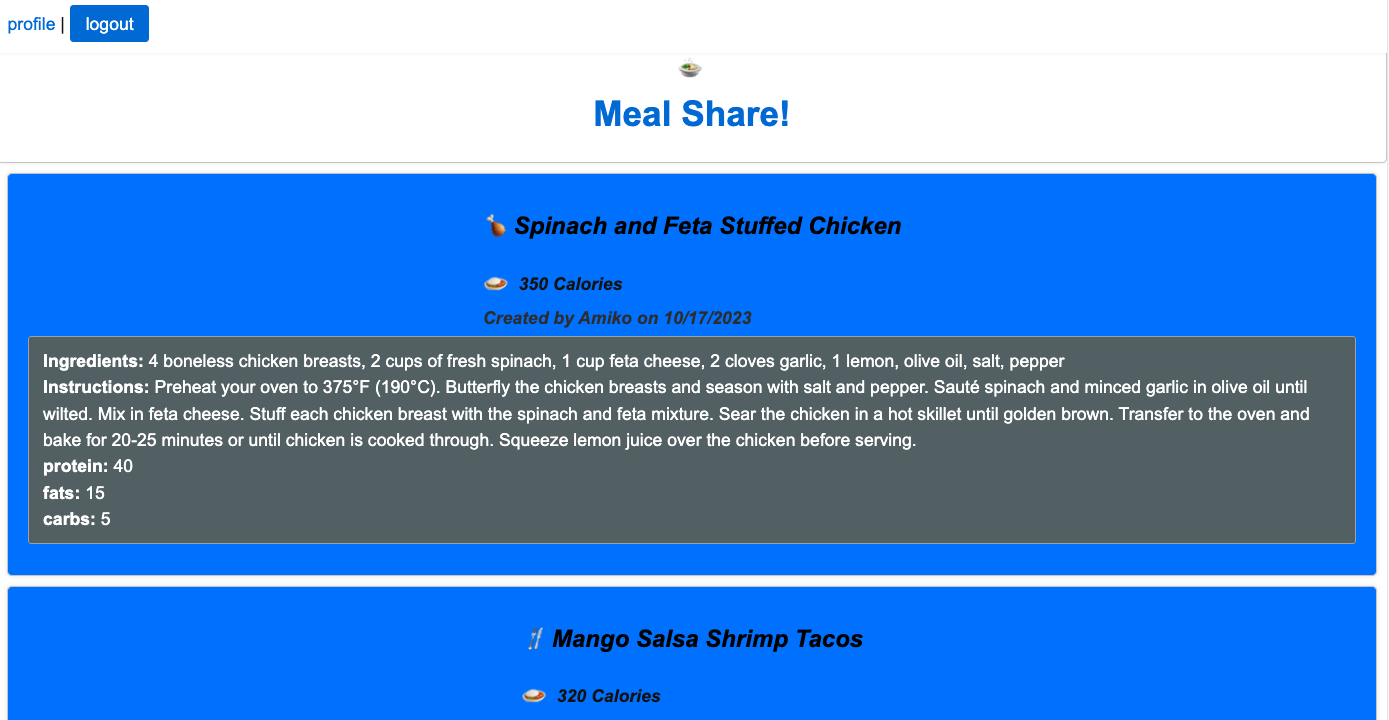 profile | logout
Meal Share!
Spinach and Feta Stuffed Chicken
350 Calories
Created by Amiko on 10/17/2023
Ingredients: 4 boneless chicken breasts, 2 cups of fresh spinach, 1 cup feta cheese, 2 cloves garlic, 1 lemon, olive oil, salt, pepper
Instructions: Preheat your oven to 375°F (190°C). Butterfly the chicken breasts and season with salt and pepper. Sauté spinach and minced garlic in olive oil until
wilted. Mix in feta cheese. Stuff each chicken breast with the spinach and feta mixture. Sear the chicken in a hot skillet until golden brown. Transfer to the oven and
bake for 20-25 minutes or until chicken is cooked through. Squeeze lemon juice over the chicken before serving.
protein: 40
fats: 15
carbs: 5
Mango Salsa Shrimp Tacos
320 Calories